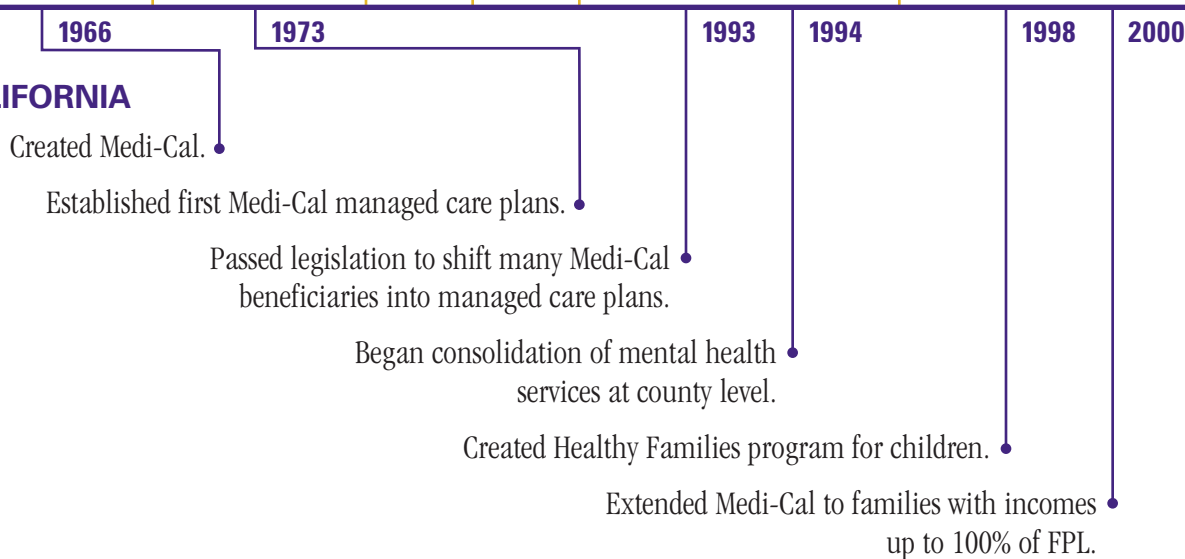 1966 1973 1993 1994 1998 2000
LIFORNIA
Created Medi-Cal.
Established first Medi-Cal managed care plans.
Passed legislation to shift many Medi-Cal
beneficiaries into managed care plans.
Began consolidation of mental health
services at county level.
Created Healthy Families program for children.
Extended Medi-Cal to families with incomes
up to 100% of FPL.